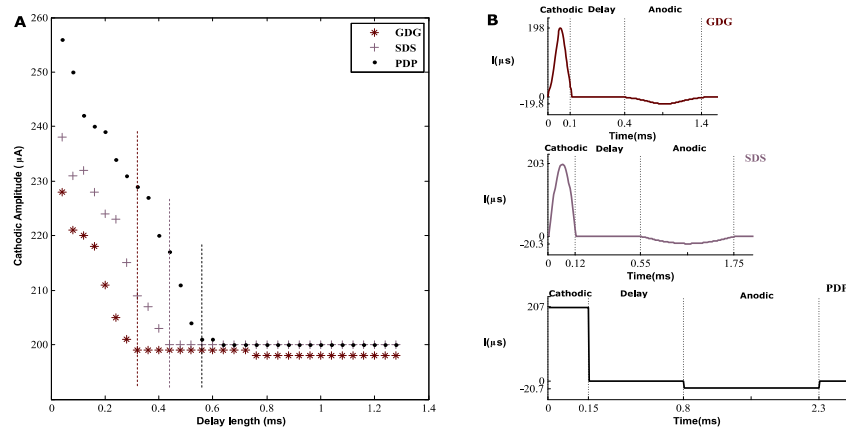 A
260
250
240
230
220
210
200
Cathodic Amplitude (μA)
0
0.2
0.4
0.6
0.8
1
1.2
1.4
Delay length (ms)
GDG
SDS
PDP
B
Cathodic
Delay
Anodic
GDG
198
I(μs)
0
−19.8
0
0.1
0.4
1.4
Time(ms)
Cathodic
Delay
Anodic
SDS
203
I(μs)
0
−20.3
0
0.12
0.55
1.75
Time(ms)
PDP
Cathodic
Delay
Anodic
207
I(μs)
0
−20.7
0
0.15
0.8
2.3
Time(ms)